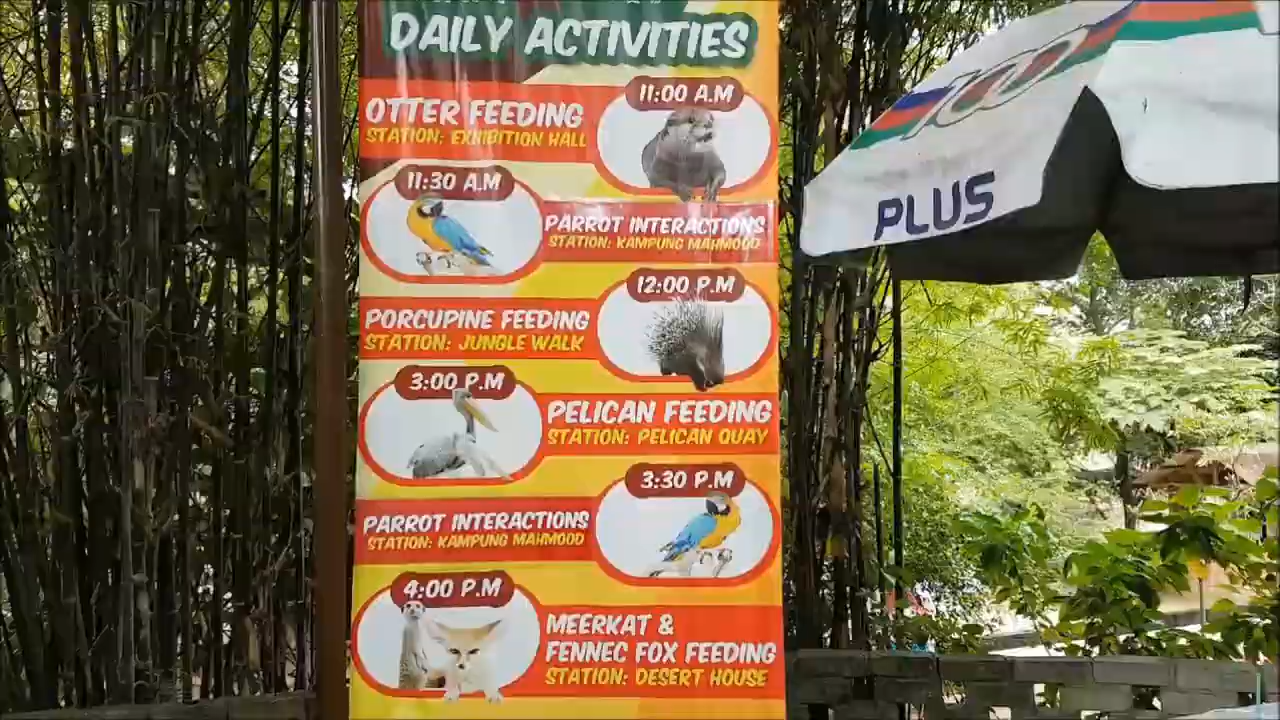 DAILY ACTIVITIES
11:00 A.M
OTTER FEEDING
STATION: EXHIBITION HALL
11:30 A.M
PARROT INTERACTIONS
STATION: KAMPUNG MAHMOOD
12:00 P.M
PORCUPINE FEEDING
STATION: JUNGLE WALK
3:00 P.M
PELICAN FEEDING
STATION: PELICAN QUAY
3:30 P.M
PARROT INTERACTIONS
STATION: KAMPUNG MAHMOOD
4:00 P.M
MEERKAT &
FENNEC FOX FEEDING
STATION: DESERT HOUSE
100
PLUS